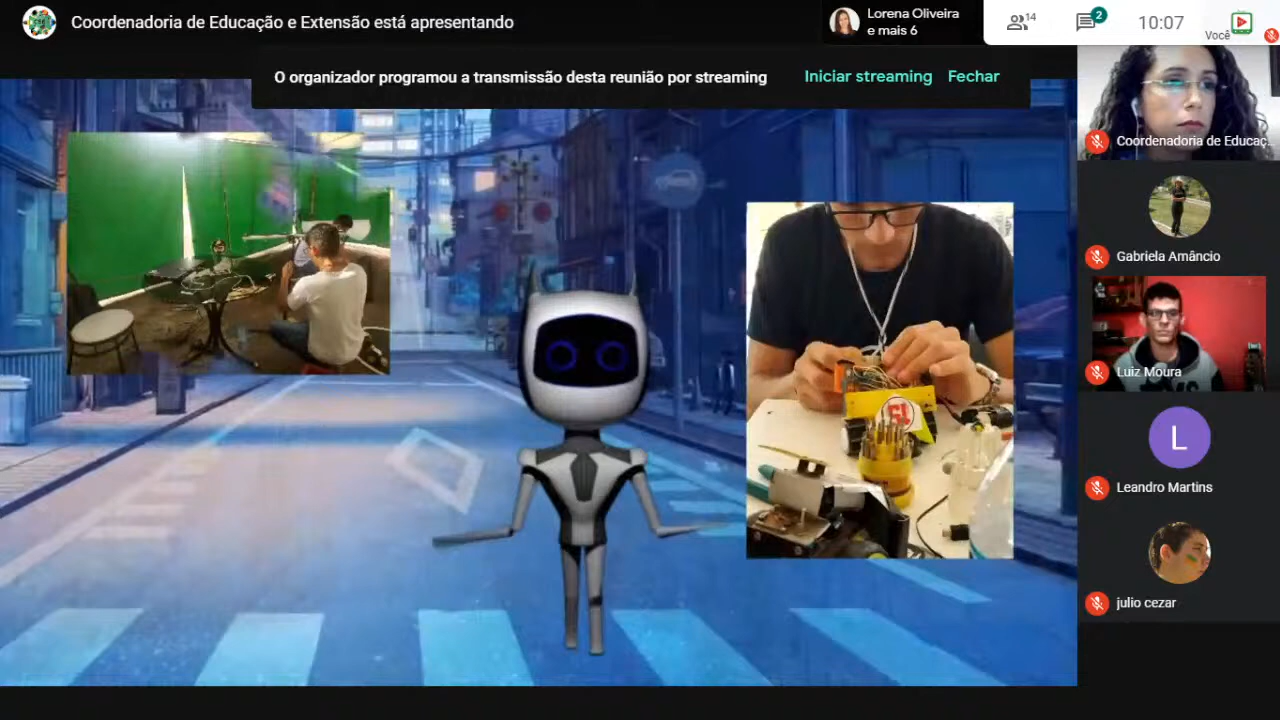 Coordenadoria de Educação e Extensão está apresentando
Lorena Oliveira
e mais 6
14
2
10:07
Você
O organizador programou a transmissão desta reunião por streaming
Iniciar streaming
Fechar
Coordenadoria de Educaç...
Gabriela Amâncio
Luiz Moura
L
Leandro Martins
julio cezar